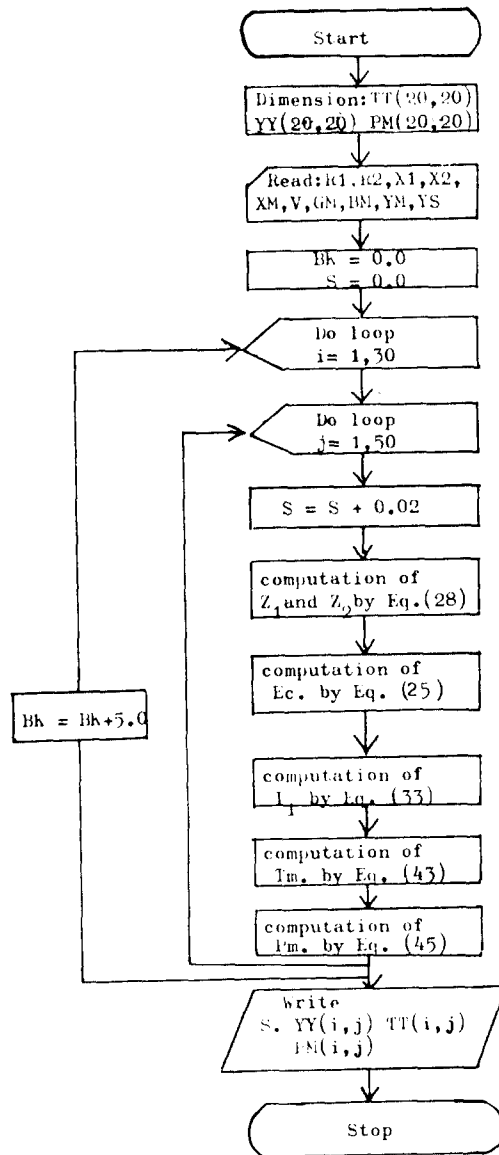 Start
Dimension:TT(20,20)
YY(20,20) PM(20,20)
Read:R1,R2,X1,X2,
XM,V,GM,BM,YM,YS
Bk = 0.0
S = 0.0
Do loop
i= 1,30
Do loop
j= 1,50
S = S + 0.02
computation of
Z1 and Z2 by Eq.(28)
computation of
Ec. by Eq. (25)
Bk = Bk+5.0
computation of
I1 by Eq. (33)
computation of
Tm. by Eq. (43)
computation of
Pm. by Eq. (45)
Write
S. YY(i,j) TT(i,j)
PM(i,j)
Stop